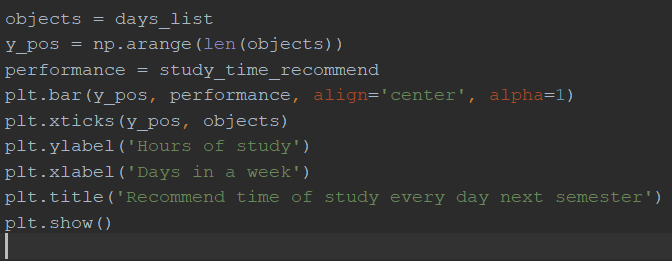 objects = days_list
y_pos = np.arange(len(objects))
performance = study_time_recommend
plt.bar(y_pos, performance, align='center', alpha=1)
plt.xticks(y_pos, objects)
plt.ylabel('Hours of study')
plt.xlabel('Days in a week')
plt.title('Recommend time of study every day next semester')
plt.show()